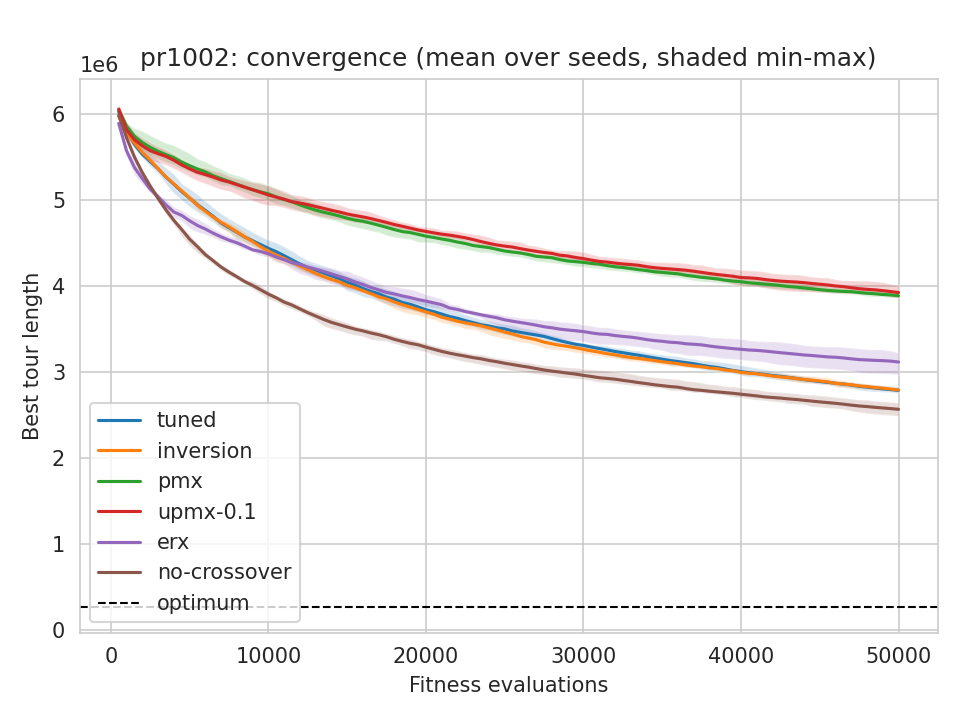 pr1002: convergence (mean over seeds, shaded min-max)
1e6
6
5
4
3
2
1
0
Best tour length
tuned
inversion
pmx
upmx-0.1
erx
no-crossover
optimum
0 10000 20000 30000 40000 50000
Fitness evaluations